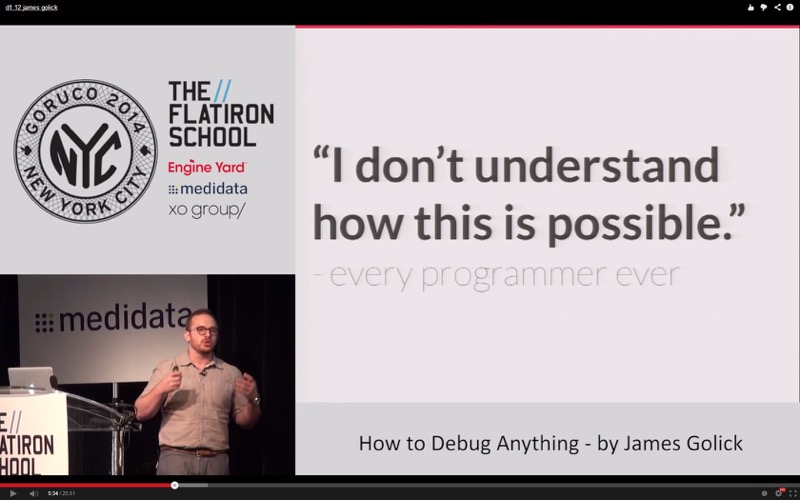 d1 12 james golick
GORUCO 2014
NYC
NEW YORK CITY
THE//
FLATIRON
SCHOOL
Engine Yard
medidata
xo group/
“I don’t understand
how this is possible.”
- every programmer ever
medidata
THE//
ATIRON
HOOL
How to Debug Anything - by James Golick
5:34 / 25:51